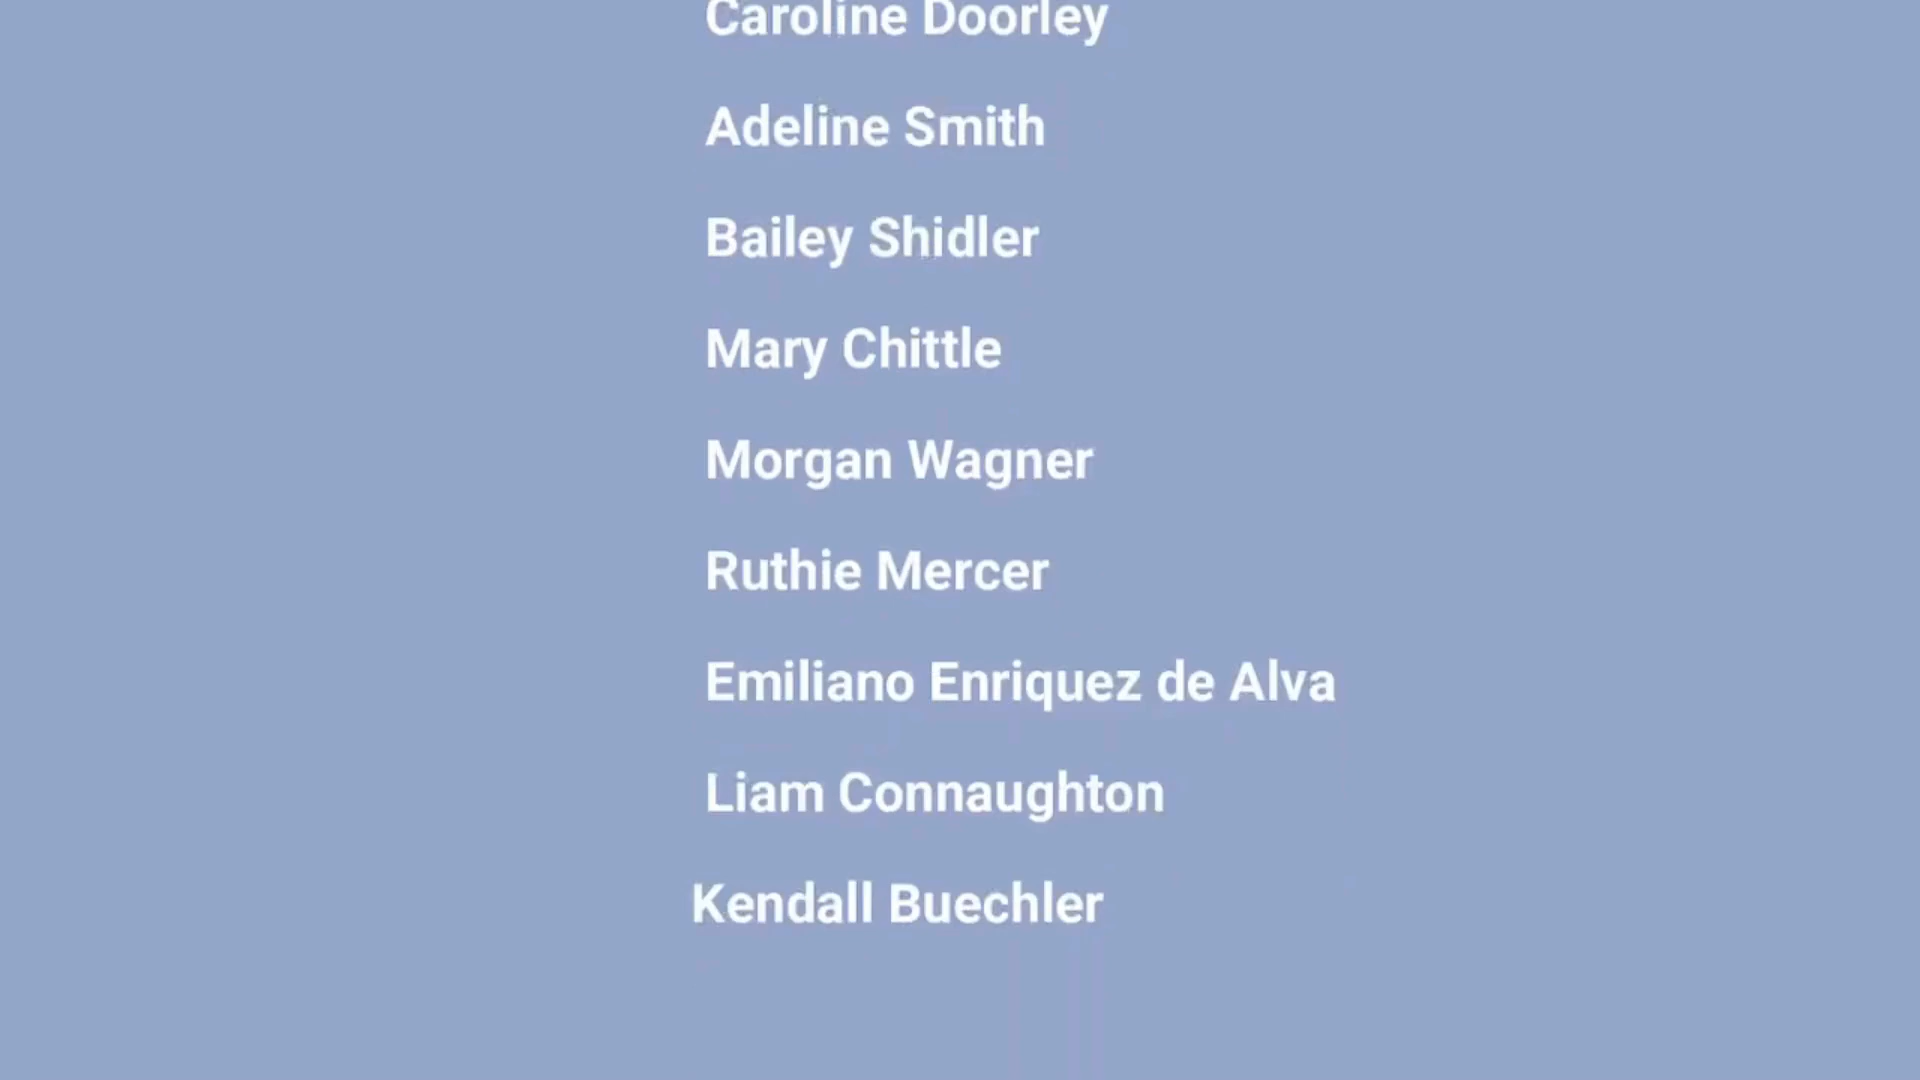 Caroline Doorley
Adeline Smith
Bailey Shidler
Mary Chittle
Morgan Wagner
Ruthie Mercer
Emiliano Enriquez de Alva
Liam Connaughton
Kendall Buechler